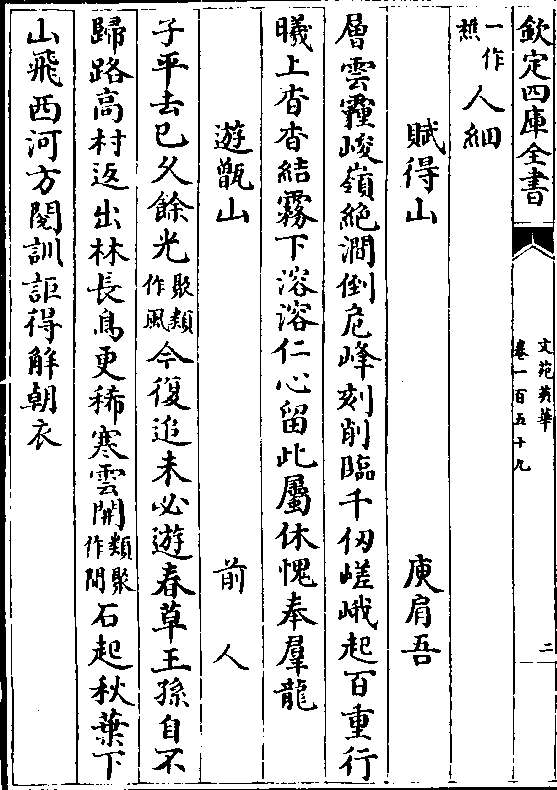 欽定四庫全書
文苑英華
卷一百五十九
二
一作
㷊人細
賦得山 庾肩吾
層雲霾峻嶺絶澗倒危峰刻削臨千仞嵯峨起百重行
曦上杳杳結霧下溶溶仁心留此屬休愧奉羣龍
遊甑山 前人
子平去已久餘光聚類作風今復追未必遊春草王孫自不
歸路高村返出林長鳥更稀寒雲開類聚作間石起秋葉下
山飛西河方閲訓詎得解朝衣